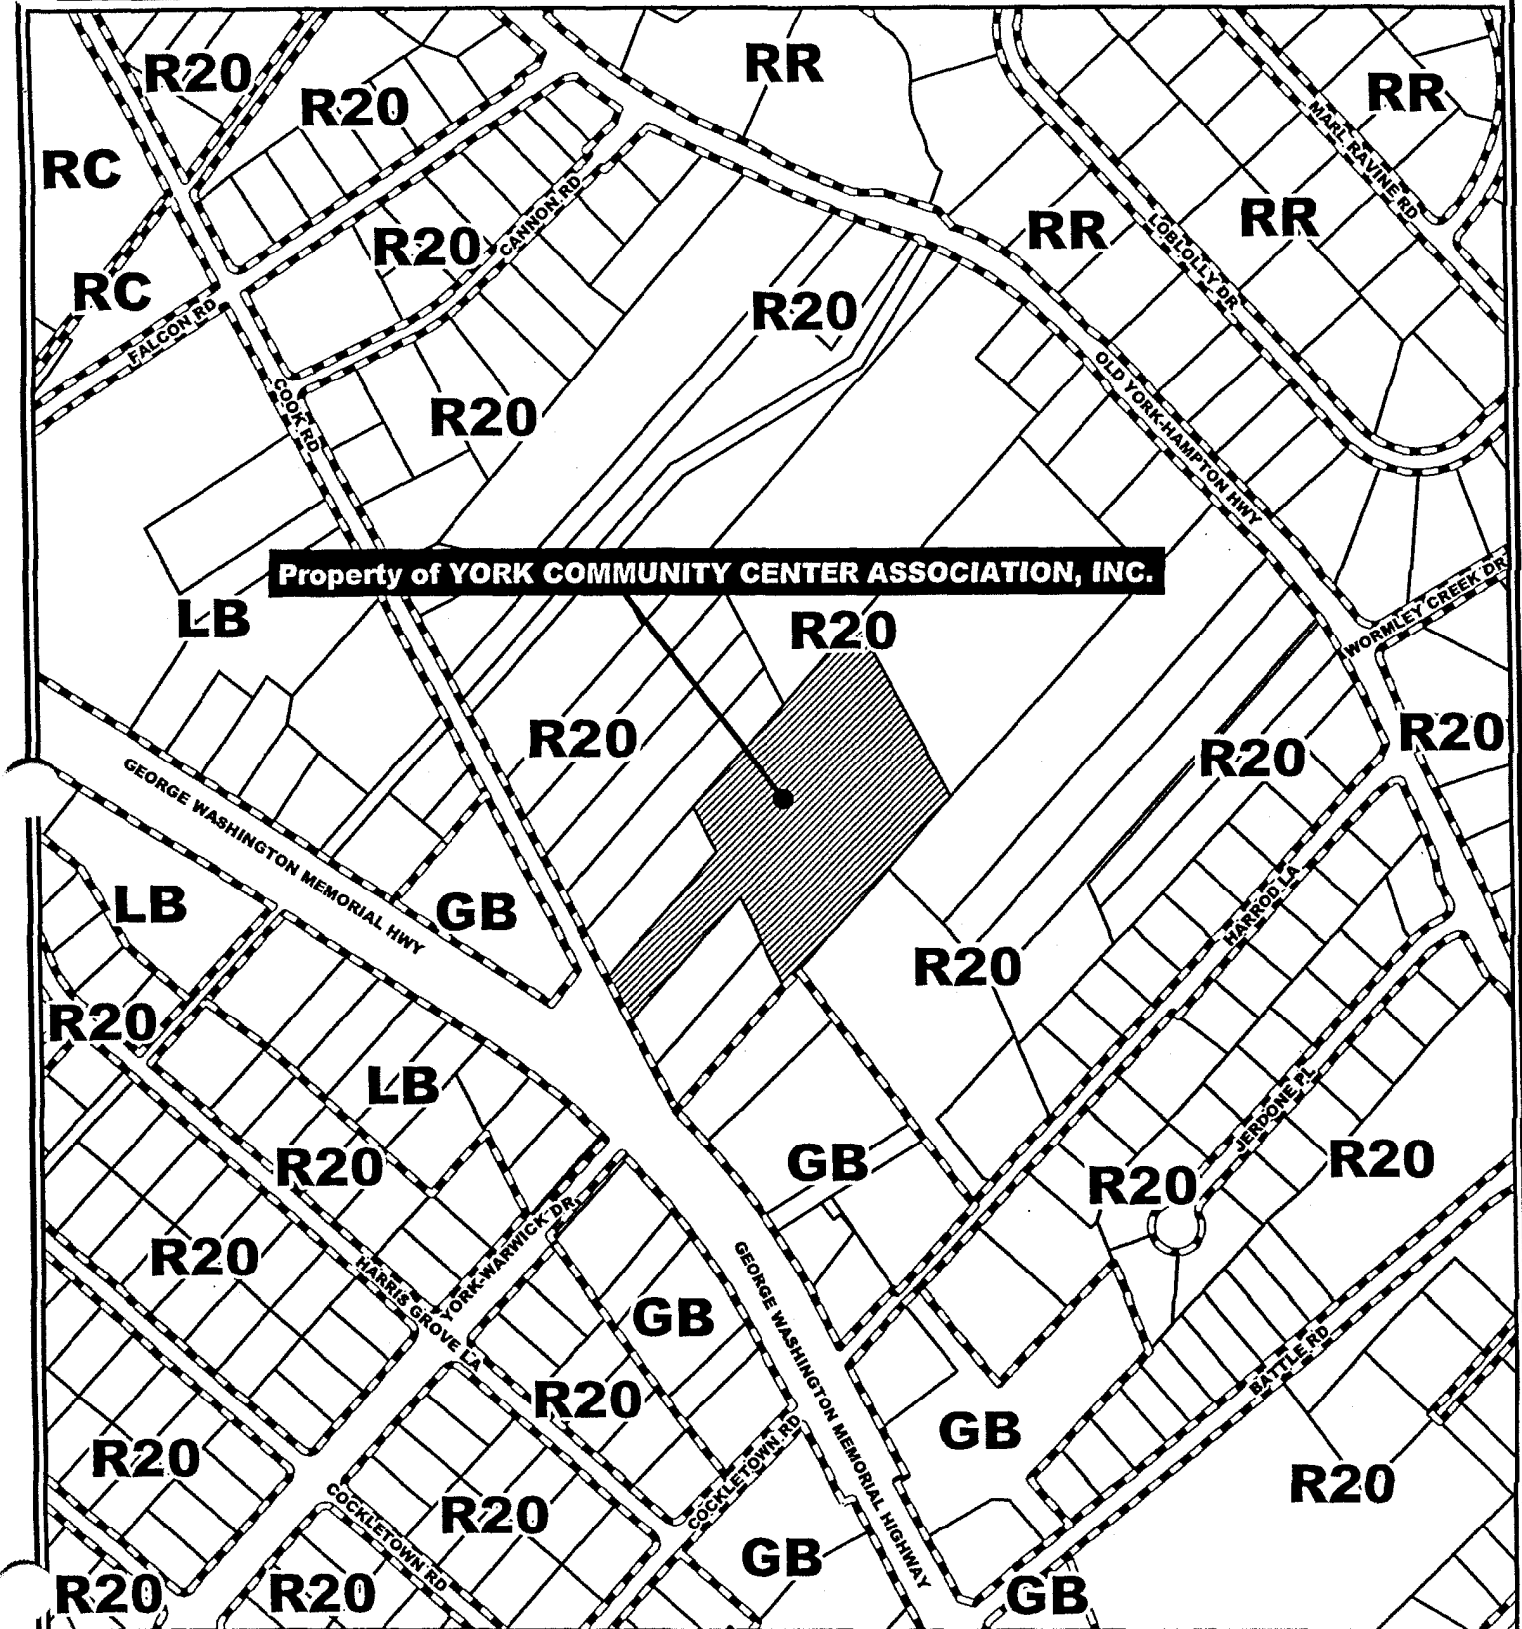 RR
R20
RR
R20
MARL RAVINE RD
RC
RR
RR
LOBLOLLY DR
R20
CANNON RD
RC
R20
FALCON RD
OLD YORK-HAMPTON HWY
COOK RD
R20
Property of YORK COMMUNITY CENTER ASSOCIATION, INC.
WORMLEY CREEK DR
LB
R20
R20
R20
R20
GEORGE WASHINGTON MEMORIAL HWY
LB
GB
HARROD LA
R20
R20
LB
JERDONE PL
R20
GB
R20
R20
R20
YORK-WARWICK DR
HARRIS GROVE LA
GB
GEORGE WASHINGTON MEMORIAL HIGHWAY
BATTLE RD
R20
GB
R20
R20
COCKLETOWN RD
COCKLETOWN RD
R20
GB
R20
R20
GB